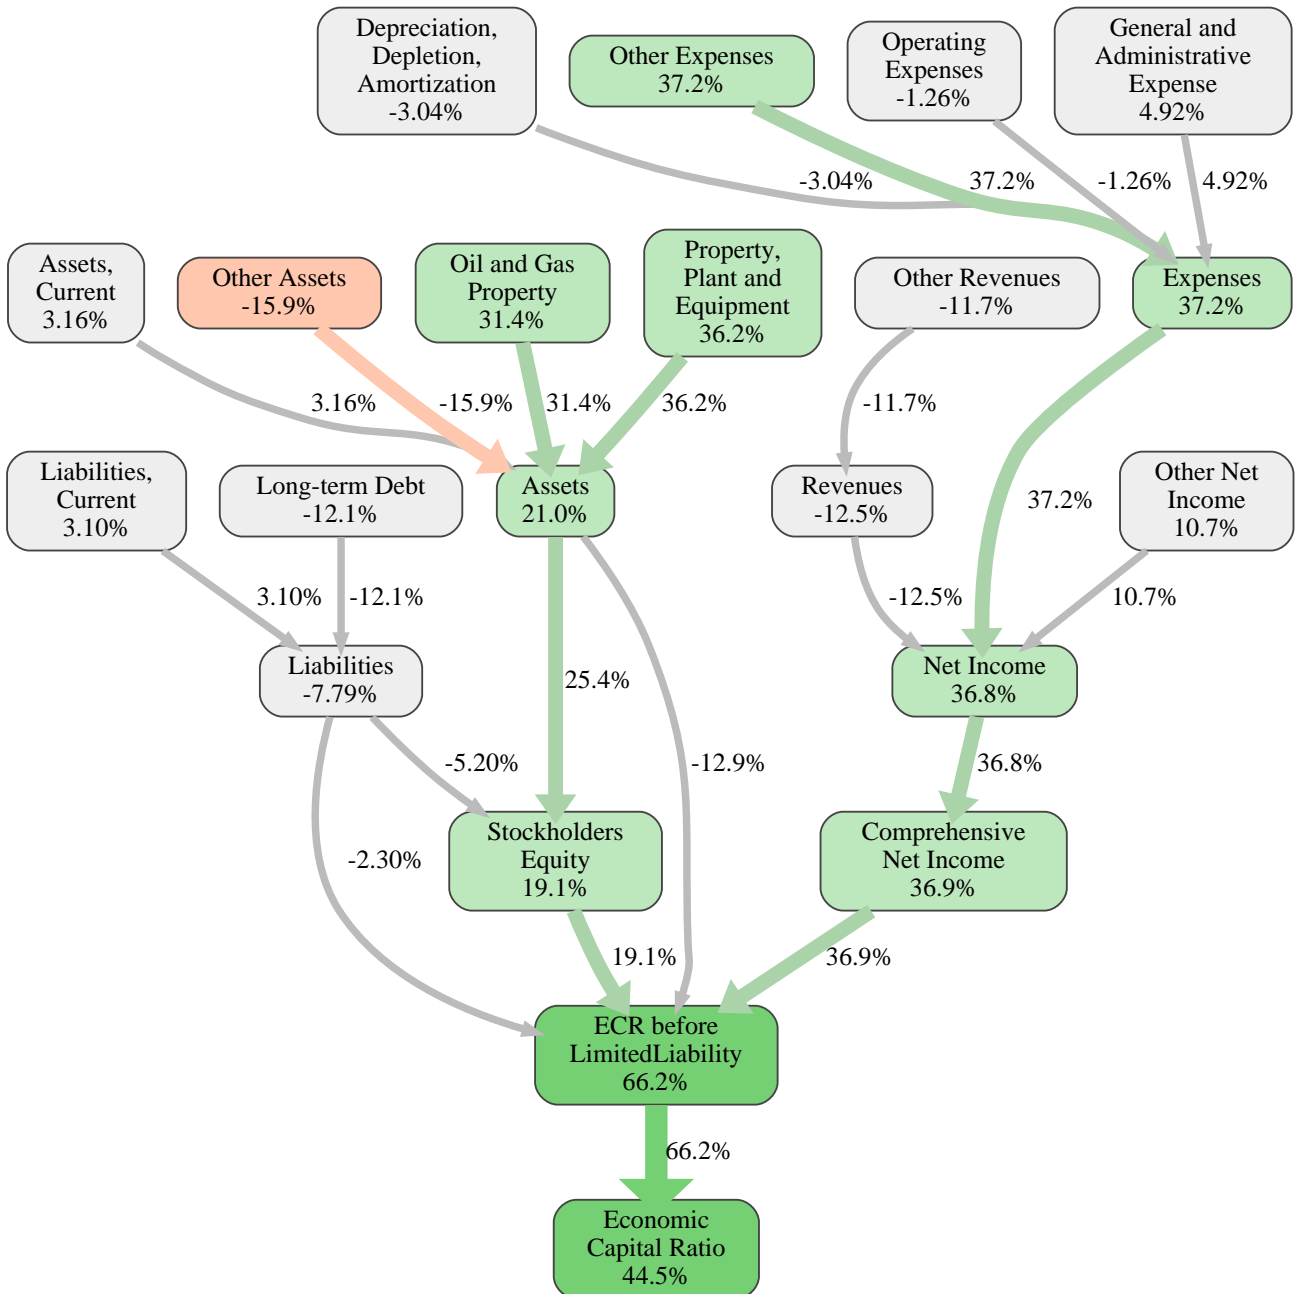 Depreciation,
Depletion,
Amortization
-3.04%
Other Expenses
37.2%
Operating
Expenses
-1.26%
General and
Administrative
Expense
4.92%
-3.04%
37.2%
-1.26%
4.92%
Assets,
Current
3.16%
Other Assets
-15.9%
Oil and Gas
Property
31.4%
Property,
Plant and
Equipment
36.2%
Other Revenues
-11.7%
Expenses
37.2%
3.16%
-15.9%
31.4%
36.2%
-11.7%
Liabilities,
Current
3.10%
Long-term Debt
-12.1%
Assets
21.0%
Revenues
-12.5%
37.2%
Other Net
Income
10.7%
3.10%
-12.1%
-12.5%
10.7%
Liabilities
-7.79%
25.4%
Net Income
36.8%
-5.20%
-12.9%
36.8%
-2.30%
Stockholders
Equity
19.1%
Comprehensive
Net Income
36.9%
19.1%
36.9%
ECR before
LimitedLiability
66.2%
66.2%
Economic
Capital Ratio
44.5%